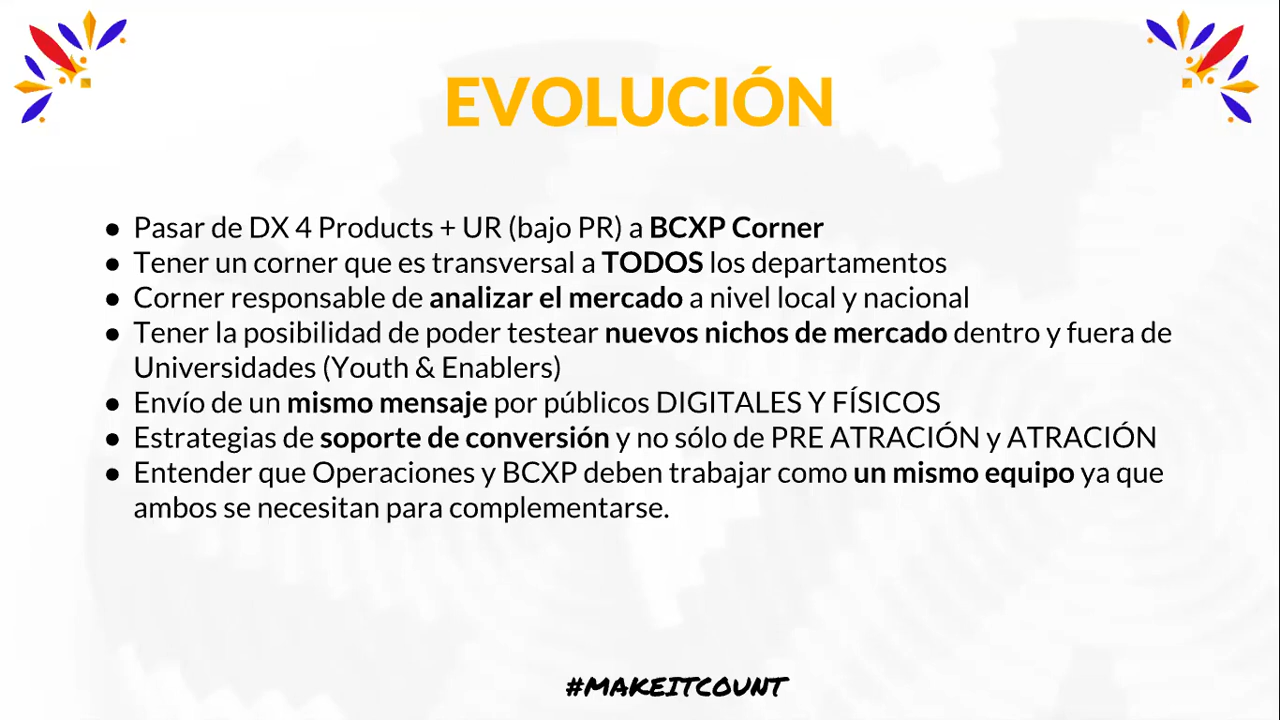 EVOLUCIÓN
● Pasar de DX 4 Products + UR (bajo PR) a BCXP Corner
● Tener un corner que es transversal a TODOS los departamentos
● Corner responsable de analizar el mercado a nivel local y nacional
● Tener la posibilidad de poder testear nuevos nichos de mercado dentro y fuera de
Universidades (Youth & Enablers)
● Envío de un mismo mensaje por públicos DIGITALES Y FÍSICOS
● Estrategias de soporte de conversión y no sólo de PRE ATRACIÓN y ATRACIÓN
● Entender que Operaciones y BCXP deben trabajar como un mismo equipo ya que
ambos se necesitan para complementarse.
#MAKEITCOUNT